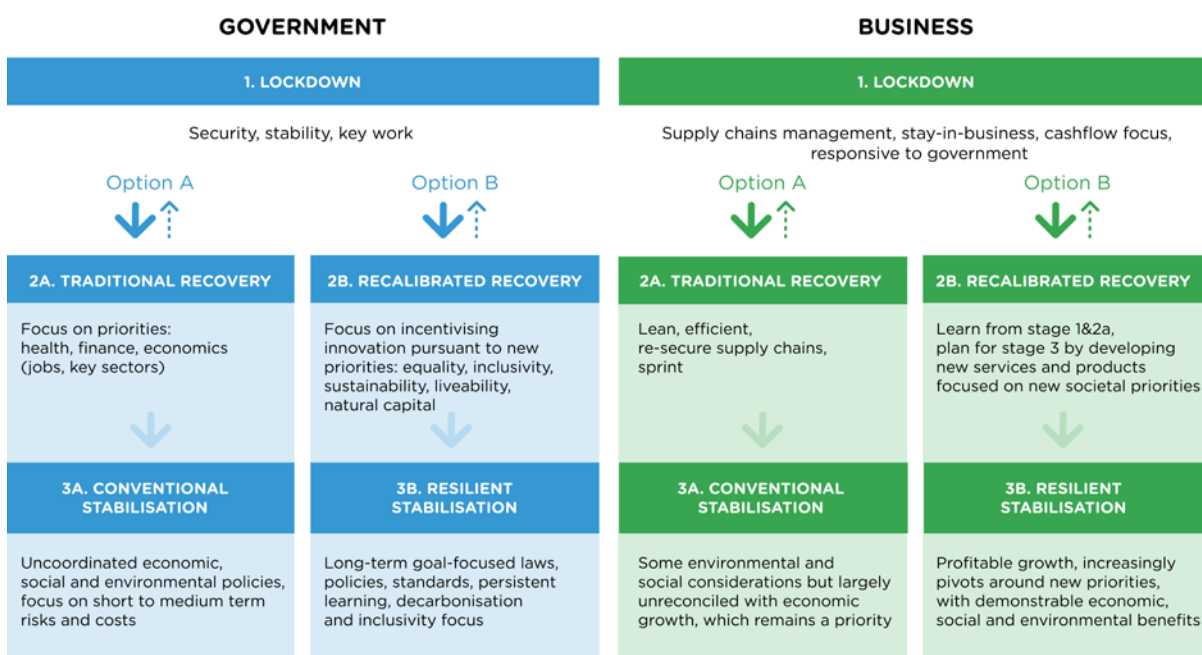 GOVERNMENT
1. LOCKDOWN
Security, stability, key work
Option A
Option B
2A. TRADITIONAL RECOVERY
Focus on priorities:
health, finance, economics
(jobs, key sectors)
2B. RECALIBRATED RECOVERY
Focus on incentivising
innovation pursuant to new
priorities: equality, inclusivity,
sustainability, liveability,
natural capital
3A. CONVENTIONAL
STABILISATION
Uncoordinated economic,
social and environmental policies,
focus on short to medium term
risks and costs
3B. RESILIENT
STABILISATION
Long-term goal-focused laws,
policies, standards, persistent
learning, decarbonisation
and inclusivity focus
BUSINESS
1. LOCKDOWN
Supply chains management, stay-in-business, cashflow focus,
responsive to government
Option A
Option B
2A. TRADITIONAL RECOVERY
Lean, efficient,
re-secure supply chains,
sprint
2B. RECALIBRATED RECOVERY
Learn from stage 1&2a,
plan for stage 3 by developing
new services and products
focused on new societal priorities
3A. CONVENTIONAL
STABILISATION
Some environmental and
social considerations but largely
unreconciled with economic
growth, which remains a priority
3B. RESILIENT
STABILISATION
Profitable growth, increasingly
pivots around new priorities,
with demonstrable economic,
social and environmental benefits